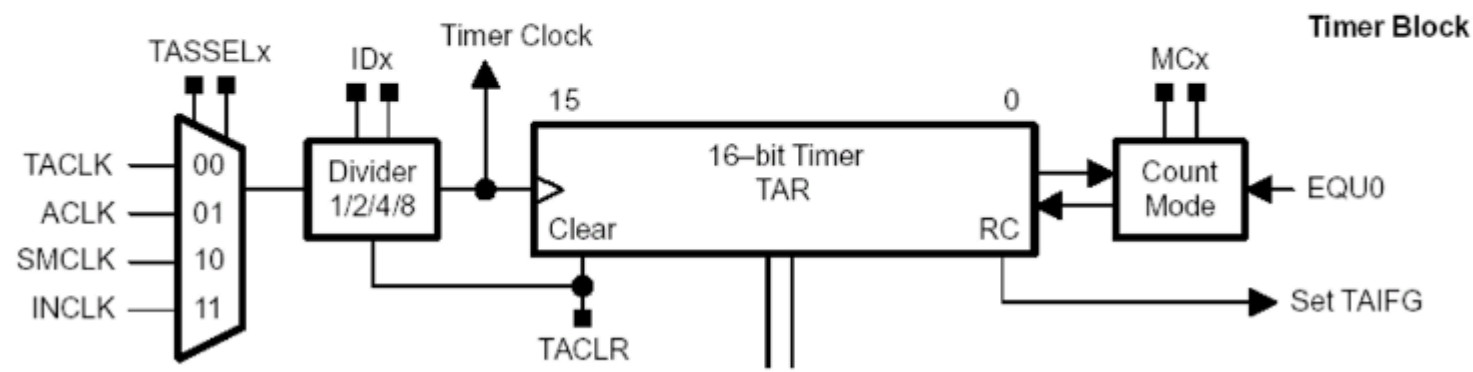 Timer Block
TASSELx
IDx
Timer Clock
MCx
15
0
TACLK
00
ACLK
01
SMCLK
10
INCLK
11
Divider
1/2/4/8
16–bit Timer
TAR
Clear
RC
Count
Mode
EQU0
Set TAIFG
TACLR